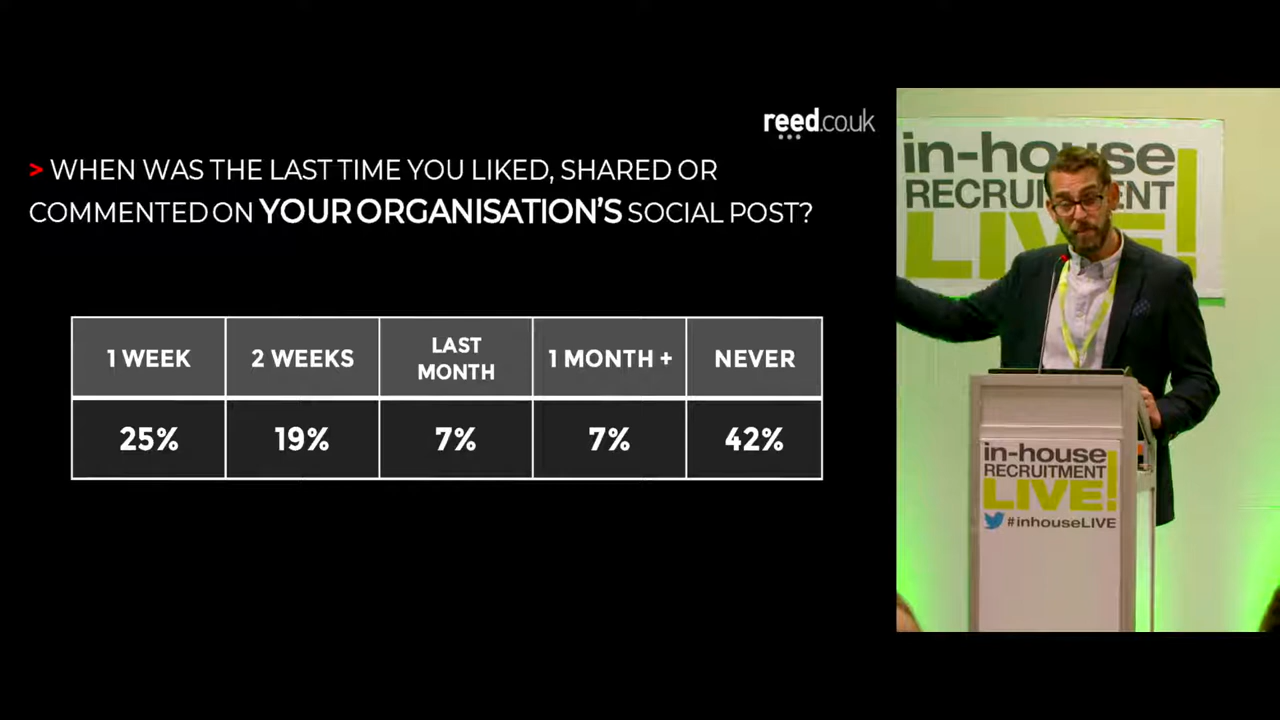 reed.co.uk
> WHEN WAS THE LAST TIME YOU LIKED, SHARED OR
COMMENTED ON YOUR ORGANISATION'S SOCIAL POST?
1 WEEK
2 WEEKS
LAST
MONTH
1 MONTH +
NEVER
25%
19%
7%
7%
42%
in-house
RECRUITMENT
LIVE!
in-house
RECRUITMENT
LIVE!
#inhouseLIVE